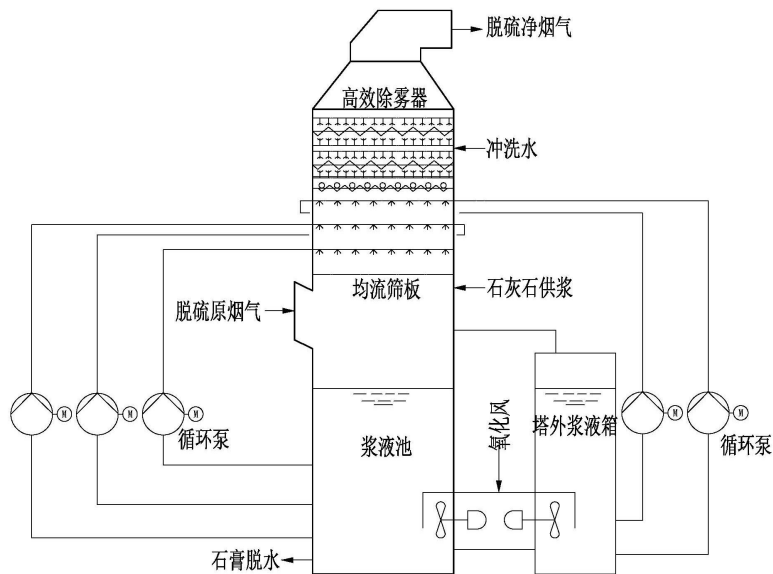 脱硫净烟气
高效除雾器
冲洗水
均流筛板
石灰石供浆
脱硫原烟气
M
M
M
M
M
循环泵
浆液池
氧化风
塔外浆液箱
循环泵
石膏脱水